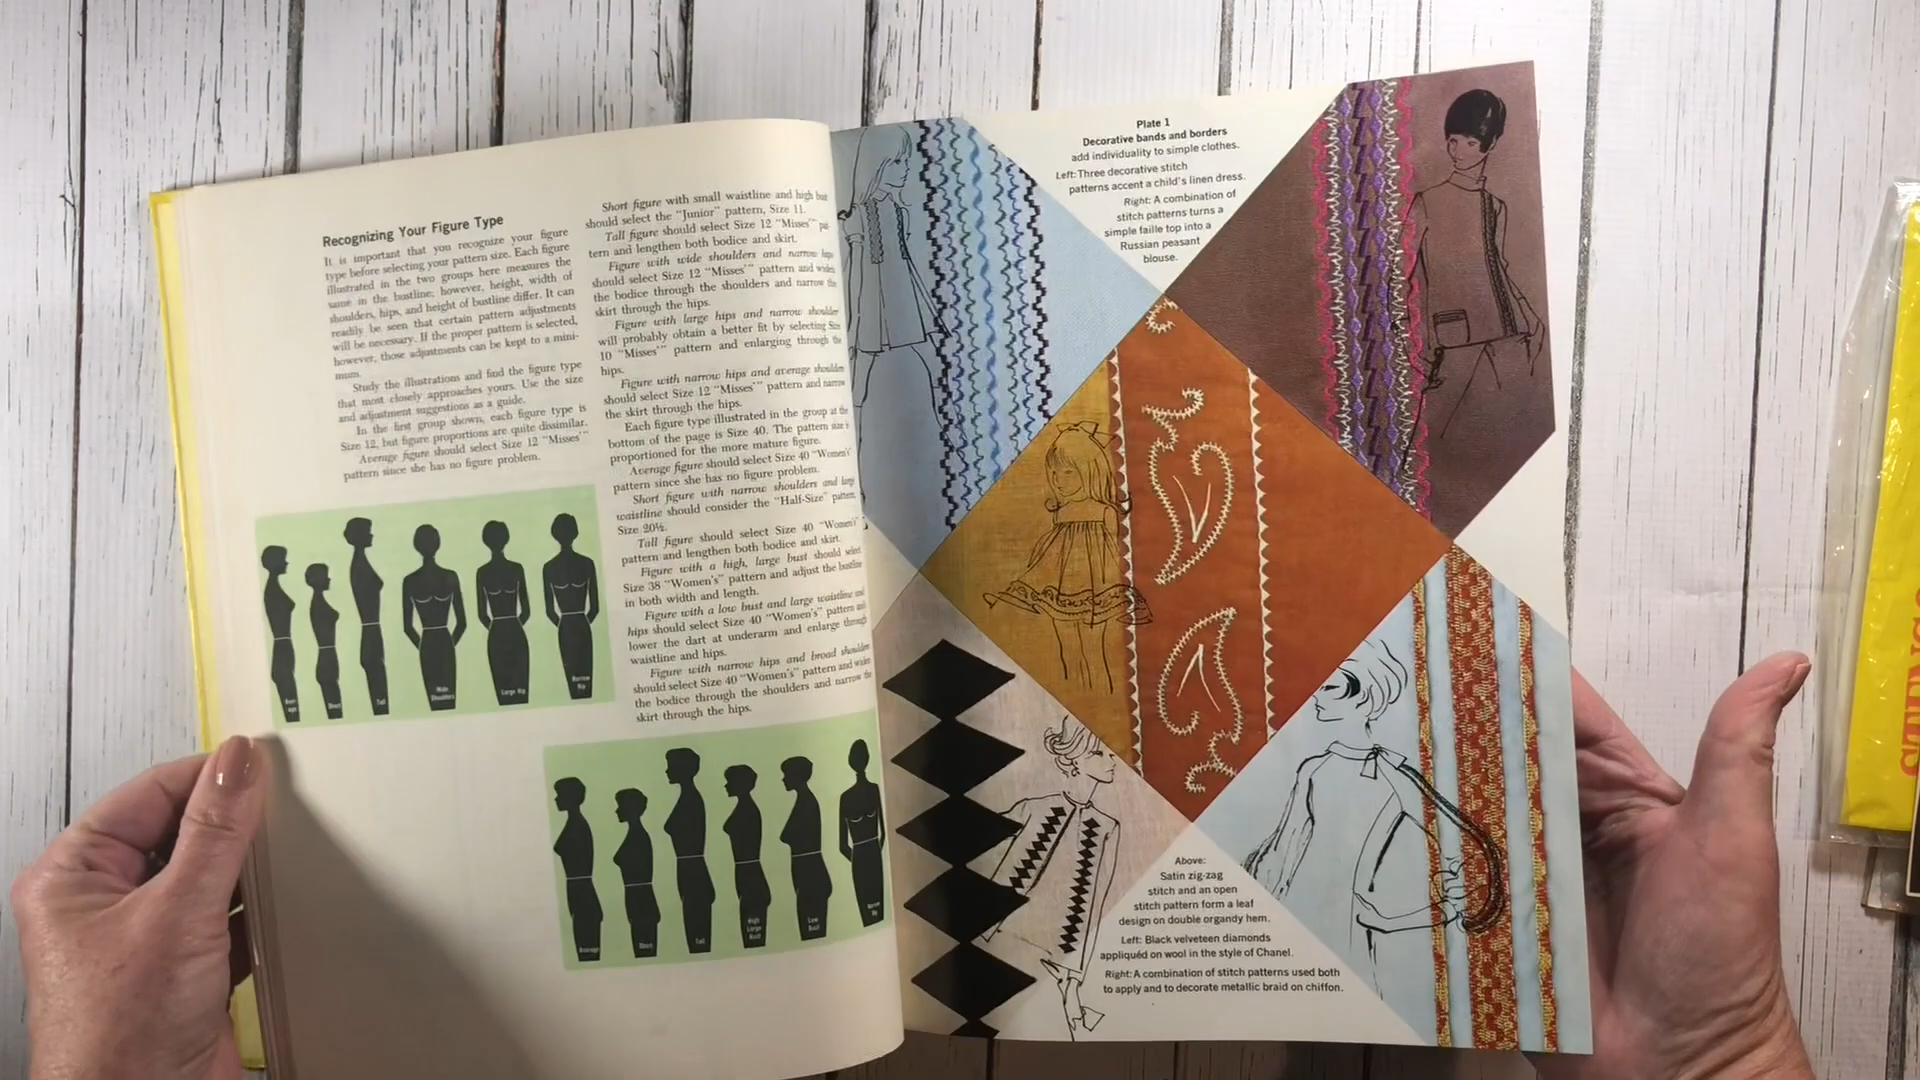 Recognizing Your Figure Type
It is important that you recognize your figure
type before selecting your pattern size. Each figure
illustrated in the two groups here measures the
same in the bustline; however, height, width of
shoulders, hips, and height of bustline differ. It can
readily be seen that certain pattern adjustments
will be necessary. If the proper pattern is selected,
however, those adjustments can be kept to a mini-
mum.
Study the illustrations and find the figure type
that most closely approaches yours. Use the size
and adjustment suggestions as a guide.
In the first group shown, each figure type is
Size 12, but figure proportions are quite dissimilar.
Average figure should select Size 12 "Misses'"
pattern since she has no figure problem.
Short figure with small waistline and high bust
should select the "Junior" pattern, Size 11.
Tall figure should select Size 12 "Misses'" pat-
tern and lengthen both bodice and skirt.
Figure with wide shoulders and narrow hips
should select Size 12 "Misses'" pattern and widen
the bodice through the shoulders and narrow the
skirt through the hips.
Figure with large hips and narrow shoulders
will probably obtain a better fit by selecting Size
10 "Misses'" pattern and enlarging through the
hips.
Figure with narrow hips and average shoulders
should select Size 12 "Misses'" pattern and narrow
the skirt through the hips.
Each figure type illustrated in the group at the
bottom of the page is Size 40. The pattern size is
proportioned for the more mature figure.
Average figure should select Size 40 "Women's"
pattern since she has no figure problem.
Short figure with narrow shoulders and large
waistline should consider the "Half-Size" pattern,
Size 20½.
Tall figure should select Size 40 "Women's"
pattern and lengthen both bodice and skirt.
Figure with a high, large bust should select
Size 38 "Women's" pattern and adjust the bustline
in both width and length.
Figure with a low bust and large waistline and
hips should select Size 40 "Women's" pattern and
lower the dart at underarm and enlarge through
waistline and hips.
Figure with narrow hips and broad shoulders
should select Size 40 "Women's" pattern and widen
the bodice through the shoulders and narrow the
skirt through the hips.
Aver-
age
Short
Tall
Wide
Shoulders
Large Hip
Narrow
Hip
Average
Short
Tall
High
Large
Bust
Low
Bust
Narrow
Hip
Plate 1
Decorative bands and borders
add individuality to simple clothes.
Left: Three decorative stitch
patterns accent a child's linen dress.
Right: A combination of
stitch patterns turns a
simple faille top into a
Russian peasant
blouse.
Above:
Satin zig-zag
stitch and an open
stitch pattern form a leaf
design on double organdy hem.
Left: Black velveteen diamonds
appliquéd on wool in the style of Chanel.
Right: A combination of stitch patterns used both
to apply and to decorate metallic braid on chiffon.